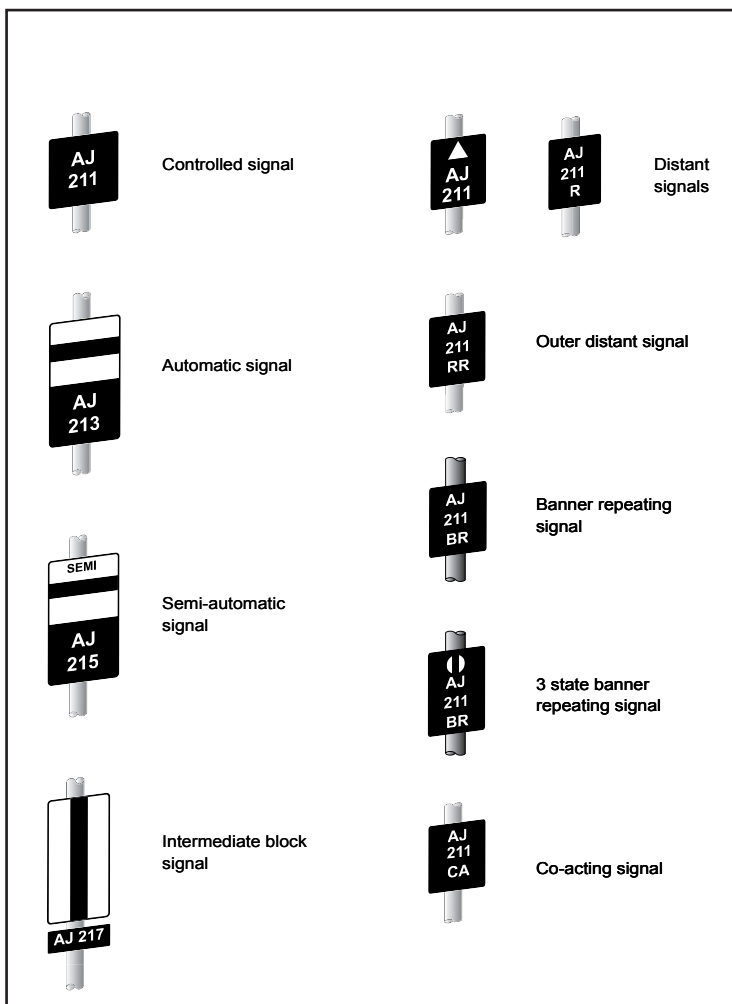 AJ
211
Controlled signal
AJ
213
Automatic signal
SEMI
AJ
215
Semi-automatic
signal
Intermediate block
signal
AJ 217
AJ
211
AJ
211
R
Distant
signals
AJ
211
RR
Outer distant signal
AJ
211
BR
Banner repeating
signal
AJ
211
BR
3 state banner
repeating signal
AJ
211
CA
Co-acting signal